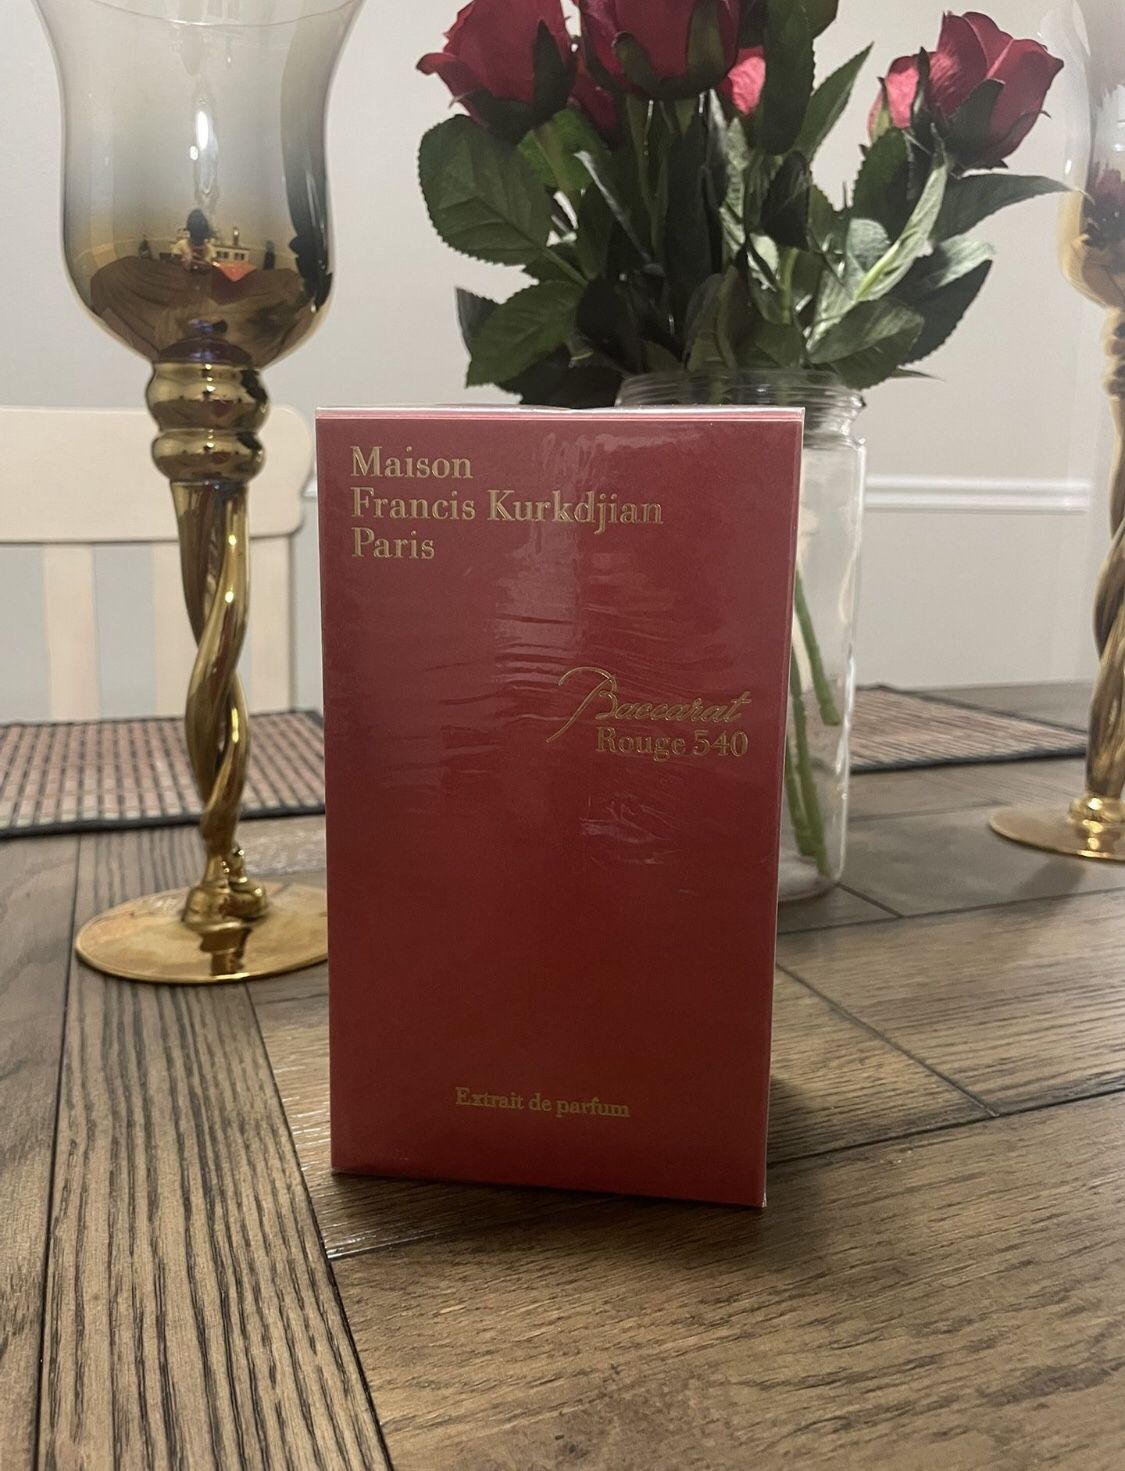 Maison
Francis Kurkdjian
Paris
Baccarat
Rouge 540
Extrait de parfum